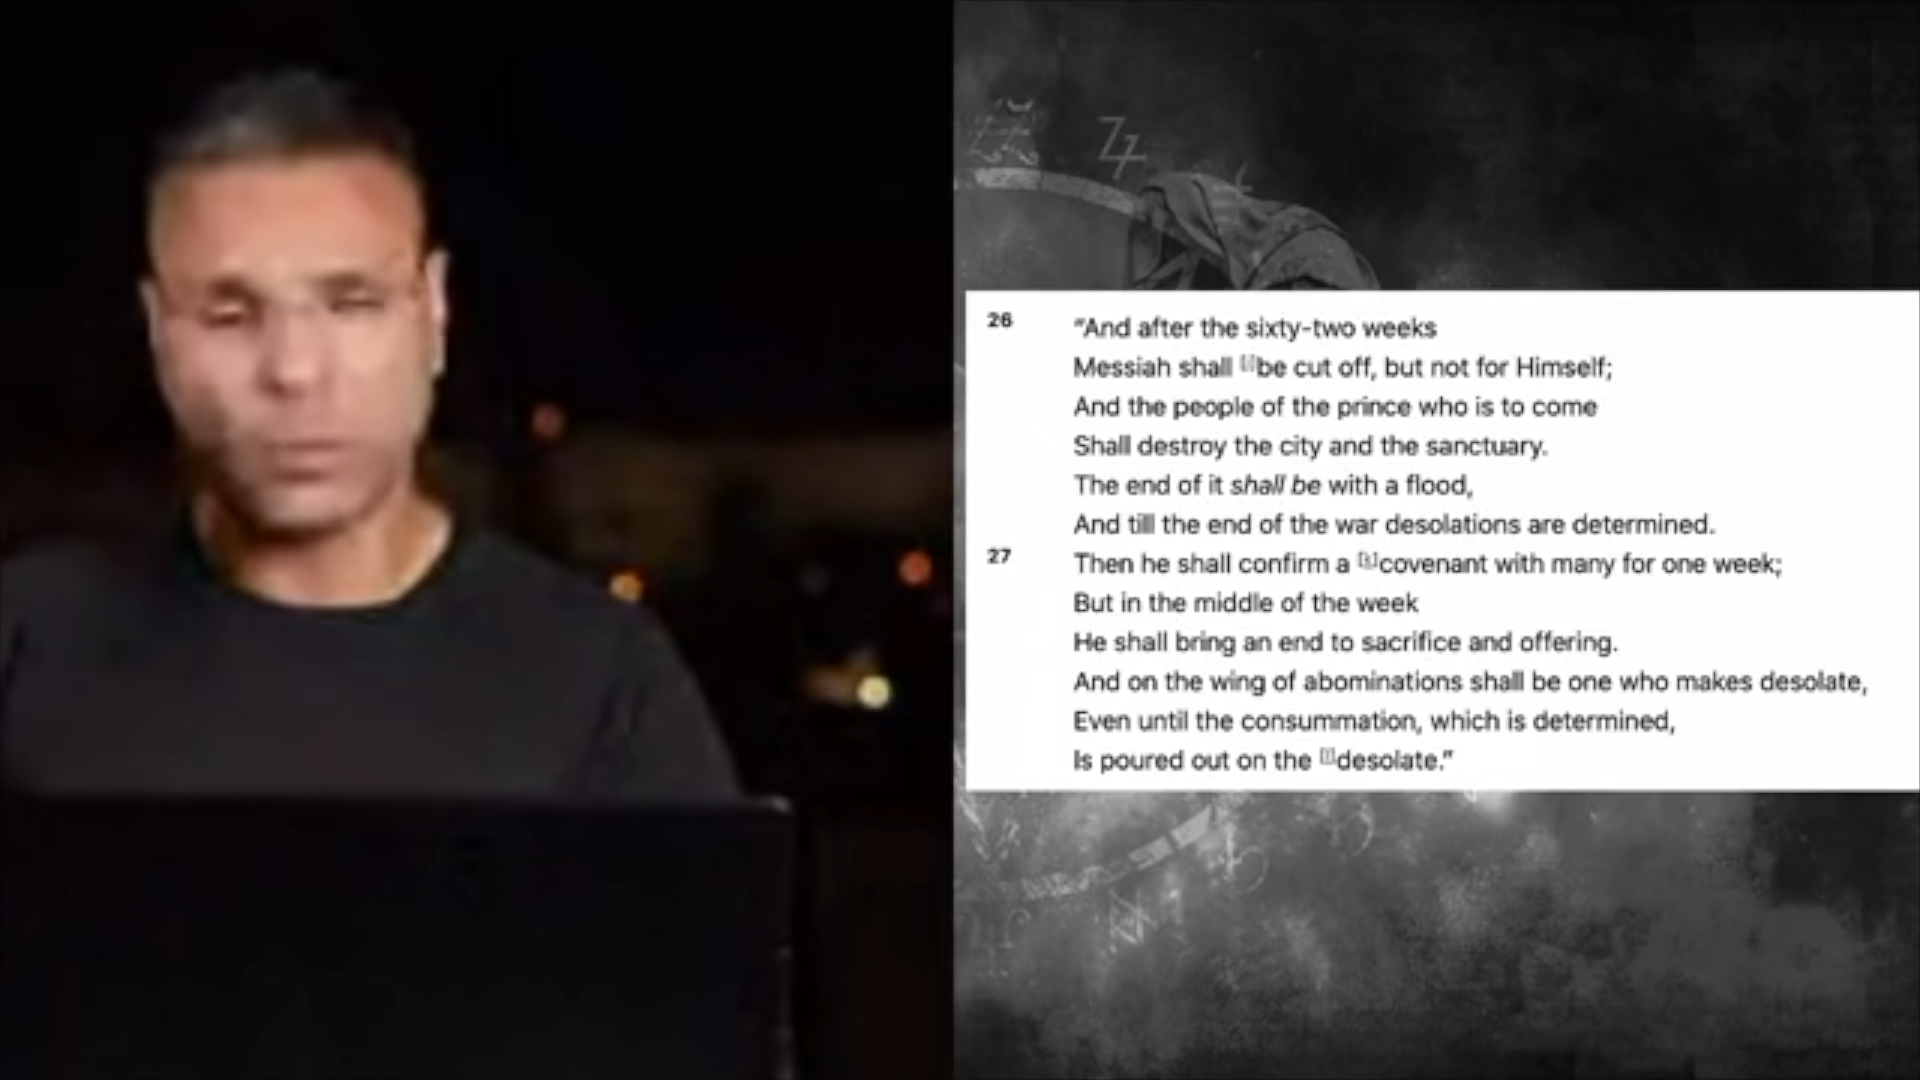 26 "And after the sixty-two weeks
Messiah shall be cut off, but not for Himself;
And the people of the prince who is to come
Shall destroy the city and the sanctuary.
The end of it shall be with a flood,
And till the end of the war desolations are determined.
27 Then he shall confirm a covenant with many for one week;
But in the middle of the week
He shall bring an end to sacrifice and offering.
And on the wing of abominations shall be one who makes desolate,
Even until the consummation, which is determined,
Is poured out on the desolate."